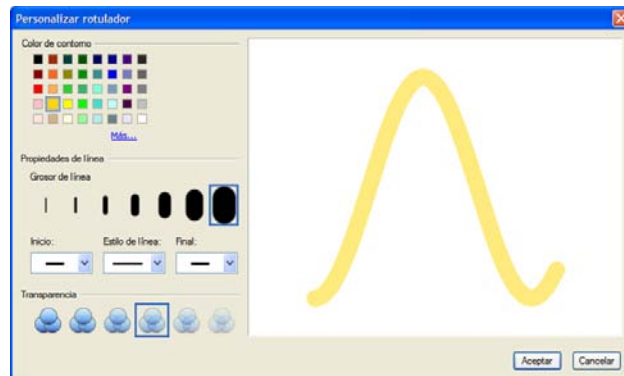 Personalizar rotulador
Color de contorno
Más...
Propiedades de línea
Grosor de línea
Inicio:
Estilo de línea:
Final:
Transparencia
Aceptar
Cancelar